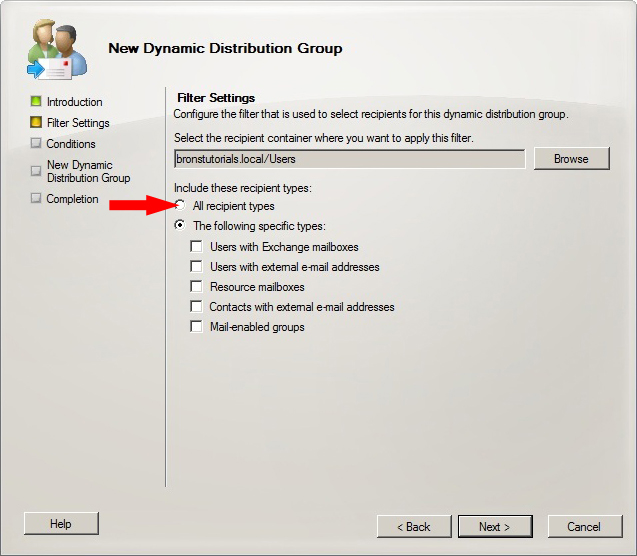 New Dynamic Distribution Group
Introduction
Filter Settings
Conditions
New Dynamic
Distribution Group
Completion
Filter Settings
Configure the filter that is used to select recipients for this dynamic distribution group.
Select the recipient container where you want to apply this filter.
bronstutorials.local/Users
Browse
Include these recipient types:
All recipient types
The following specific types:
Users with Exchange mailboxes
Users with external e-mail addresses
Resource mailboxes
Contacts with external e-mail addresses
Mail-enabled groups
Help
< Back
Next >
Cancel